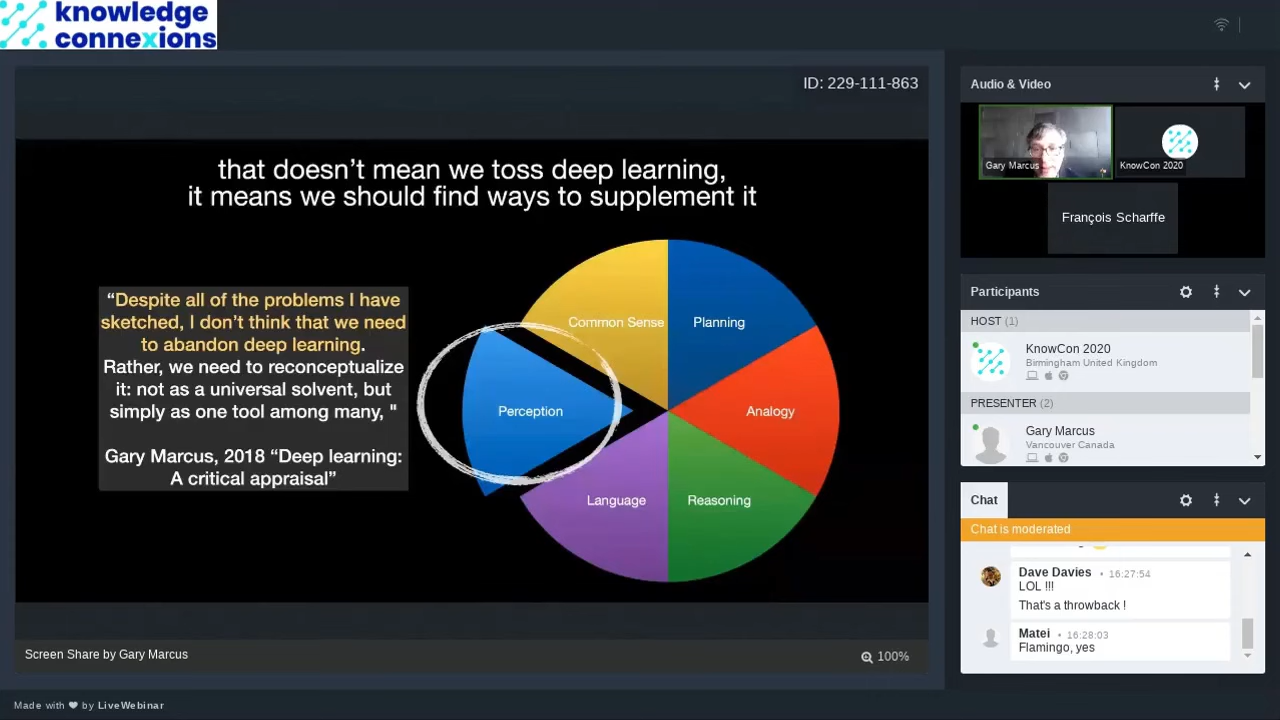 knowledge
connexions
ID: 229-111-863
that doesn't mean we toss deep learning,
it means we should find ways to supplement it
"Despite all of the problems I have
sketched, I don't think that we need
to abandon deep learning.
Rather, we need to reconceptualize
it: not as a universal solvent, but
simply as one tool among many, "
Gary Marcus, 2018 "Deep learning:
A critical appraisal"
Common Sense
Planning
Perception
Analogy
Language
Reasoning
Screen Share by Gary Marcus
100%
Audio & Video
Gary Marcus
KnowCon 2020
François Scharffe
Participants
HOST (1)
KnowCon 2020
Birmingham United Kingdom
PRESENTER (2)
Gary Marcus
Vancouver Canada
Chat
Chat is moderated
Dave Davies • 16:27:54
LOL !!!
That's a throwback !
Matei • 16:28:03
Flamingo, yes
Made with ❤ by LiveWebinar